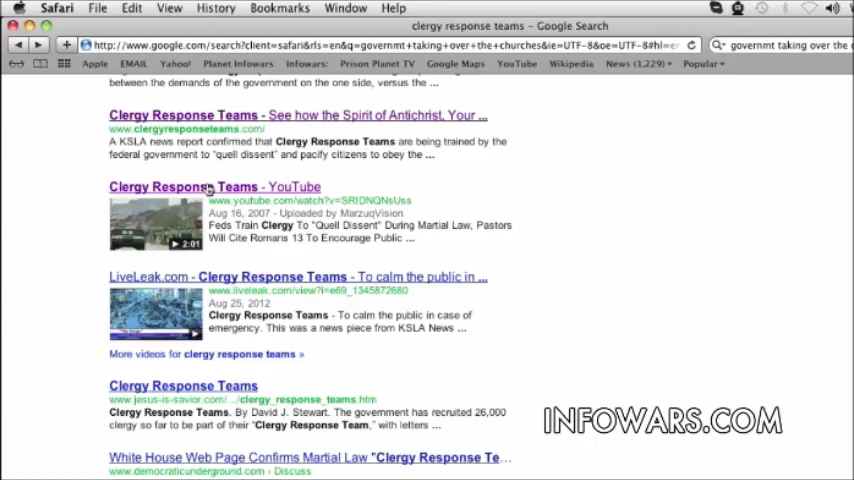 Safari File Edit View History Bookmarks Window Help
clergy response teams – Google Search
http://www.google.com/search?client=safari&rls=en&q=governmt+taking+over+the+churches&ie=UTF-8&oe=UTF-8#hl=e
governmt taking over the
Apple EMAIL Yahoo! Planet Infowars Infowars: Prison Planet TV Google Maps YouTube Wikipedia News (1,229) Popular
between the demands of the government on the one side, versus the ...
Clergy Response Teams - See how the Spirit of Antichrist, Your ...
www.clergyresponseteams.com/
A KSLA news report confirmed that Clergy Response Teams are being trained by the
federal government to "quell dissent" and pacify citizens to obey the ...
Clergy Response Teams - YouTube
www.youtube.com/watch?v=SRIDNQNsUss
Aug 16, 2007 - Uploaded by MarzuqVision
Feds Train Clergy To "Quell Dissent" During Martial Law, Pastors
Will Cite Romans 13 To Encourage Public ...
2:01
LiveLeak.com - Clergy Response Teams - To calm the public in ...
www.liveleak.com/view?i=e69_1345872680
Aug 25, 2012
Clergy Response Teams - To calm the public in case of
emergency. This was a news piece from KSLA News ...
More videos for clergy response teams »
Clergy Response Teams
www.jesus-is-savior.com/.../clergy_response_teams.htm
Clergy Response Teams. By David J. Stewart. The government has recruited 26,000
clergy so far to be part of their "Clergy Response Team," with letters ...
INFOWARS.COM
White House Web Page Confirms Martial Law "Clergy Response Te...
www.democraticunderground.com › Discuss